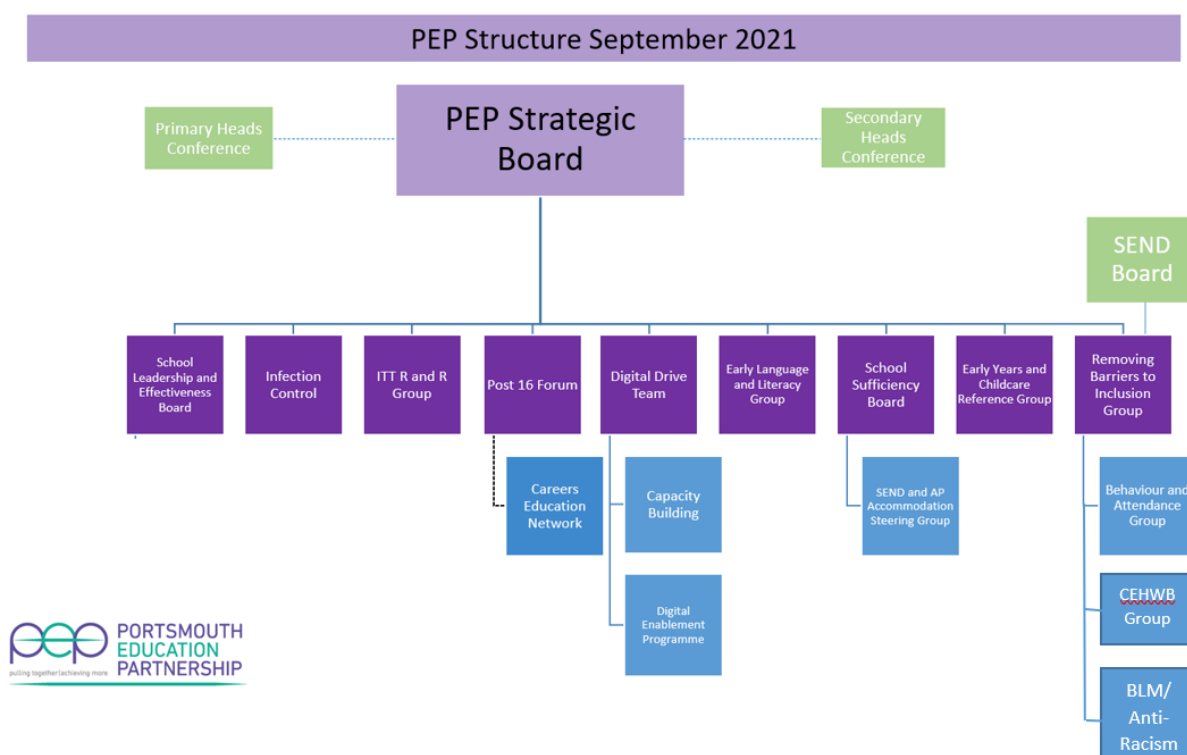 PEP Structure September 2021
Primary Heads
Conference
PEP Strategic
Board
Secondary
Heads
Conference
SEND
Board
School
Leadership and
Effectiveness
Board
Infection
Control
ITT R and R
Group
Post 16 Forum
Digital Drive
Team
Early Language
and Literacy
Group
School
Sufficiency
Board
Early Years and
Childcare
Reference Group
Removing
Barriers to
Inclusion
Group
Careers
Education
Network
Capacity
Building
SEND and AP
Accommodation
Steering Group
Behaviour and
Attendance
Group
Digital
Enablement
Programme
CEHWB
Group
BLM/
Anti-
Racism
pep
PORTSMOUTH
EDUCATION
PARTNERSHIP
pulling together|achieving more